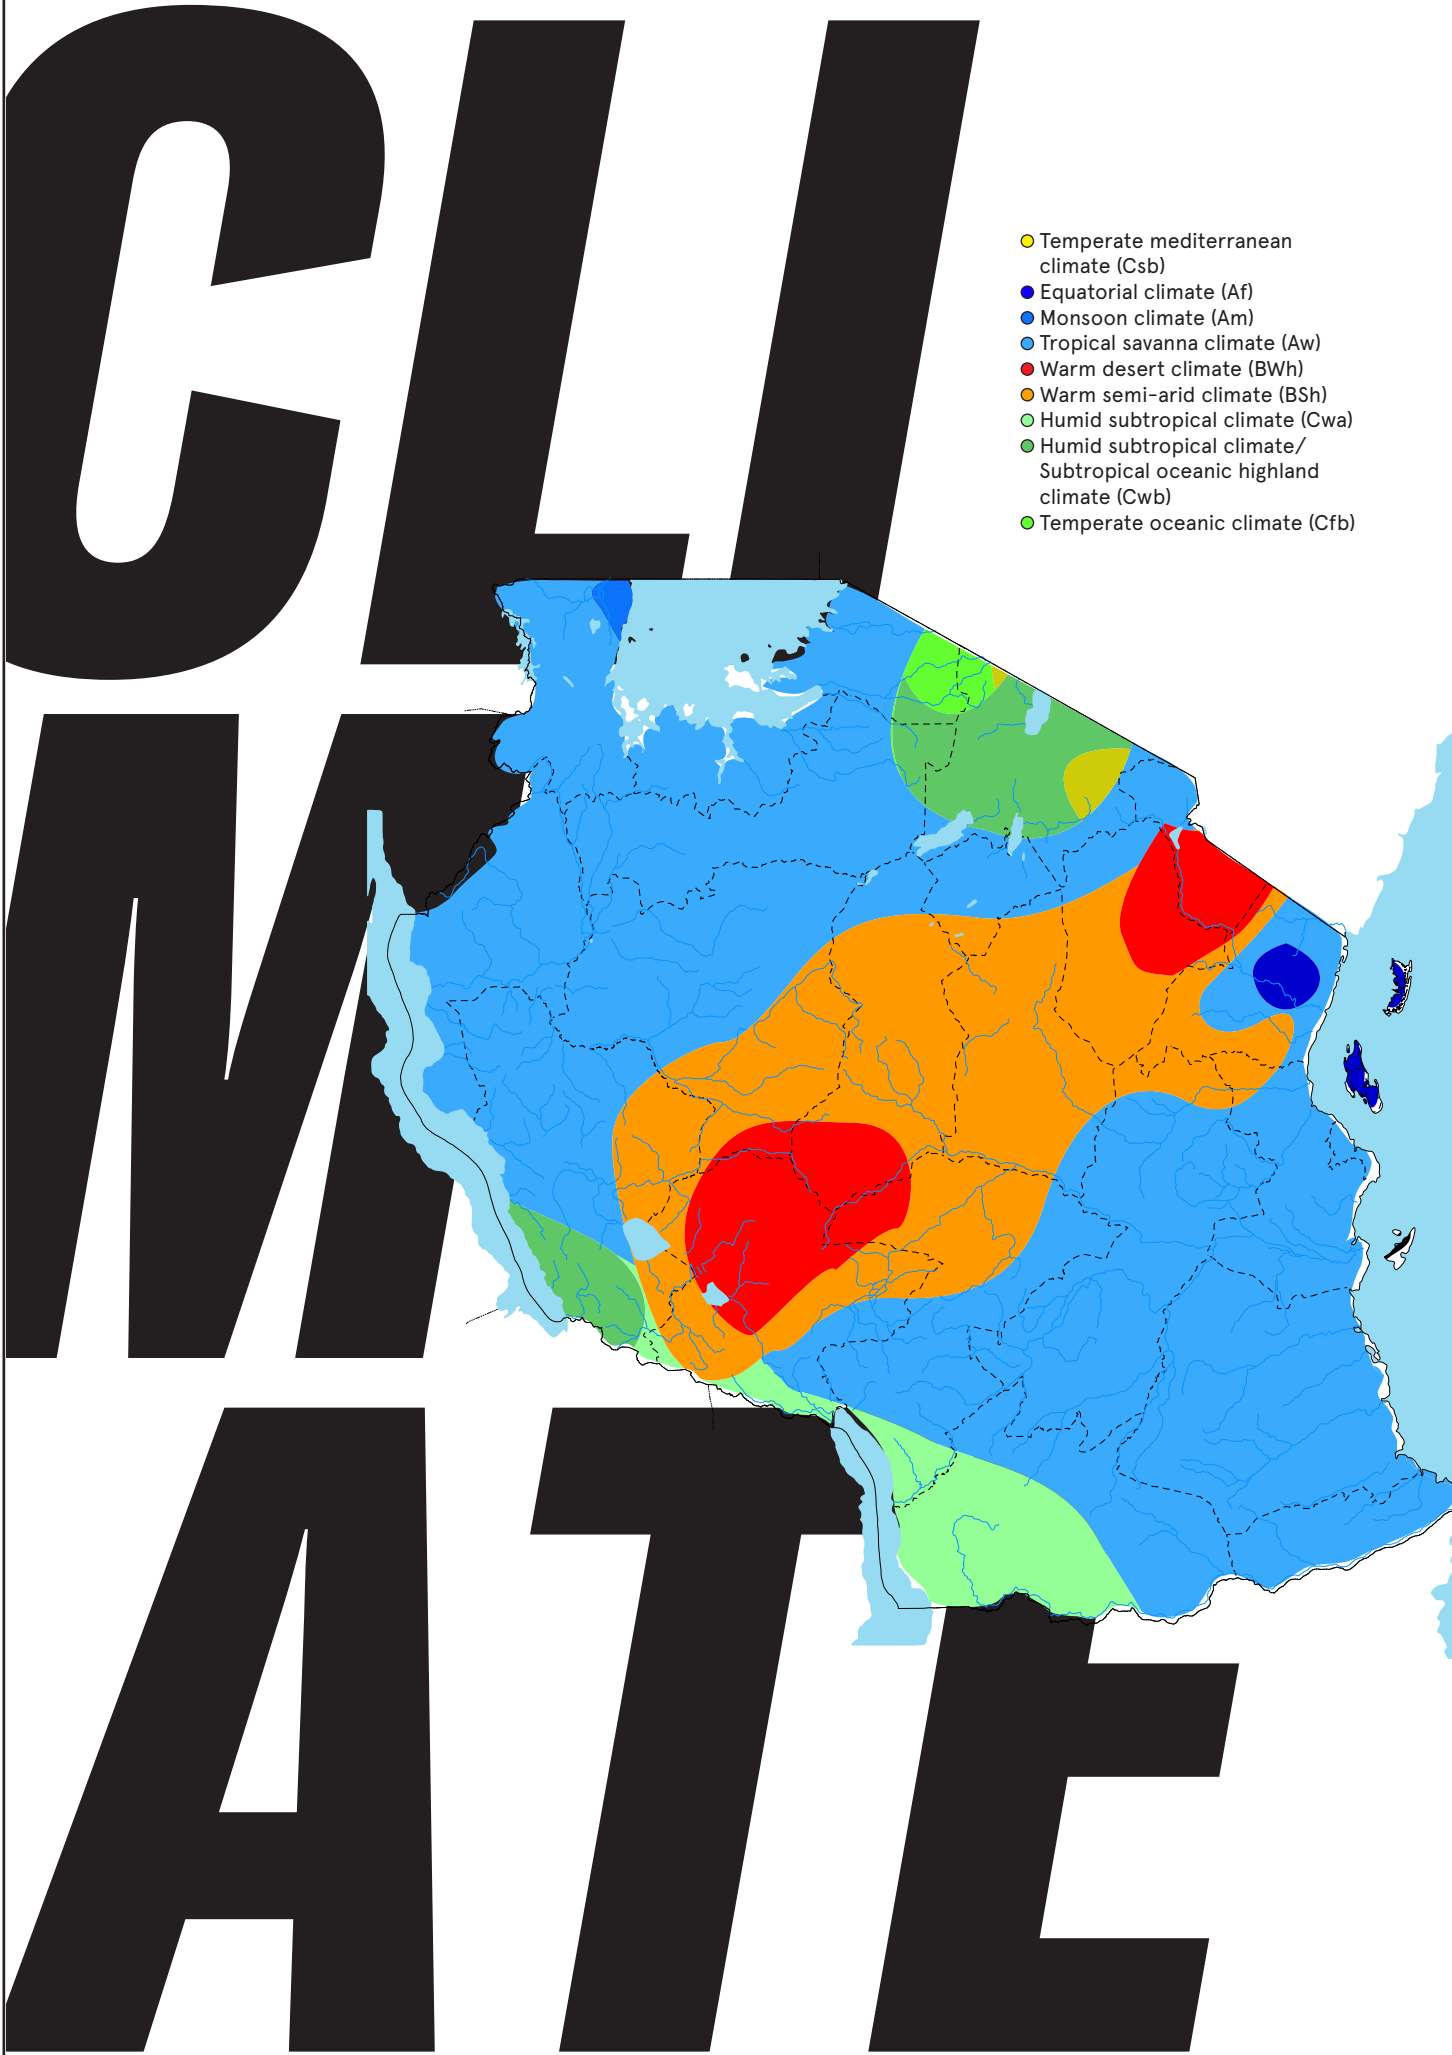 CLI
Temperate mediterranean
climate (Csb)
Equatorial climate (Af)
Monsoon climate (Am)
Tropical savanna climate (Aw)
Warm desert climate (BWh)
Warm semi-arid climate (BSh)
Humid subtropical climate (Cwa)
Humid subtropical climate/
Subtropical oceanic highland
climate (Cwb)
Temperate oceanic climate (Cfb)
M
ATE